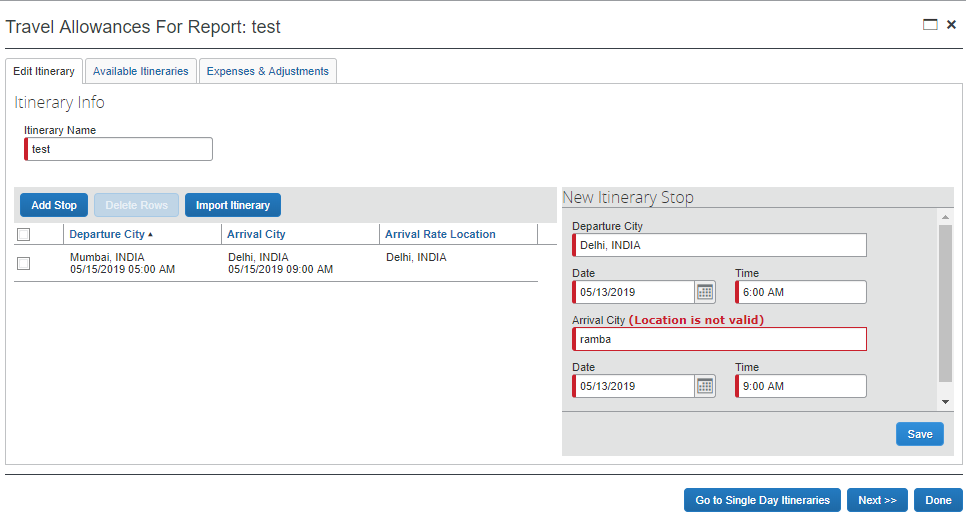 Travel Allowances For Report: test
Edit Itinerary
Available Itineraries
Expenses & Adjustments
Itinerary Info
Itinerary Name
test
Add Stop
Delete Rows
Import Itinerary
Departure City
Arrival City
Arrival Rate Location
Mumbai, INDIA
05/15/2019 05:00 AM
Delhi, INDIA
05/15/2019 09:00 AM
Delhi, INDIA
New Itinerary Stop
Departure City
Delhi, INDIA
Date
Time
05/13/2019
6:00 AM
Arrival City (Location is not valid)
ramba
Date
Time
05/13/2019
9:00 AM
Save
Go to Single Day Itineraries
Next >>
Done